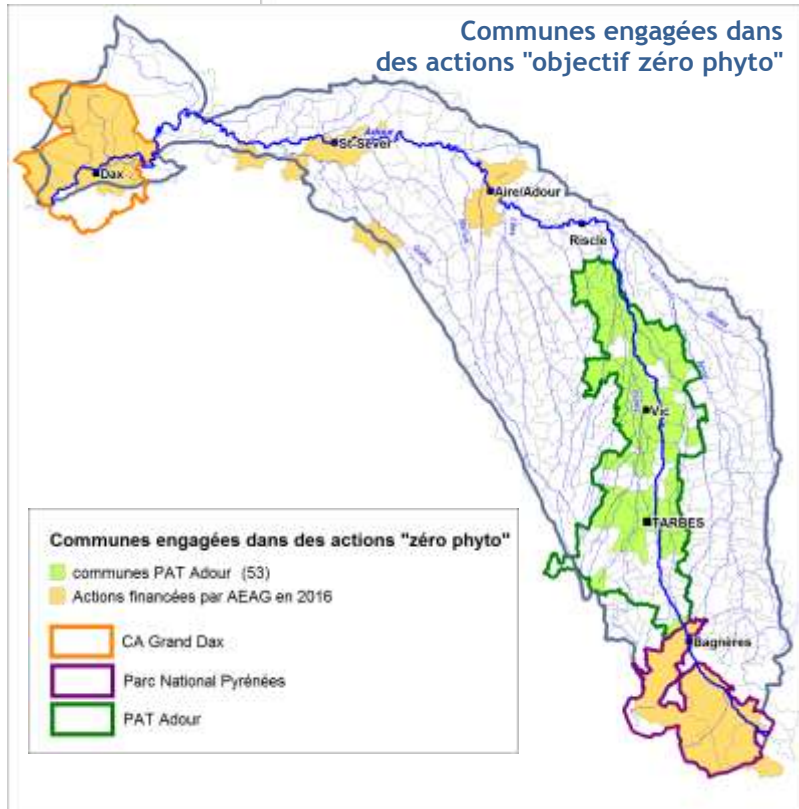 Communes engagées dans
des actions "objectif zéro phyto"
Adour
St-Sever
Dax
Aire/Adour
Riscle
Vic
TARBES
Bagnères
Communes engagées dans des actions "zéro phyto"
communes PAT Adour (53)
Actions financées par AEAG en 2016
CA Grand Dax
Parc National Pyrénées
PAT Adour